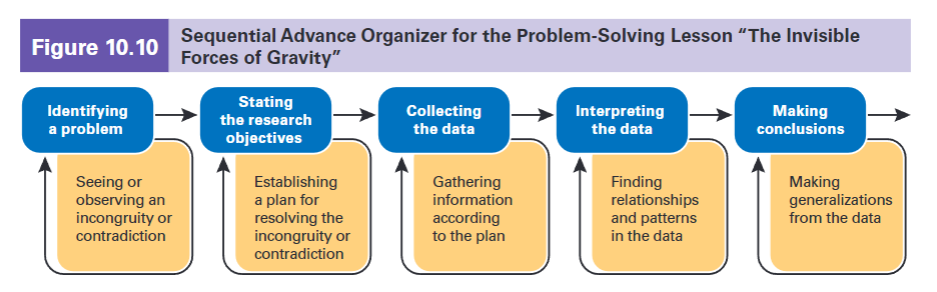 Figure 10.10
Sequential Advance Organizer for the Problem-Solving Lesson “The Invisible
Forces of Gravity”
Identifying
a problem
Stating
the research
objectives
Collecting
the data
Interpreting
the data
Making
conclusions
Seeing or
observing an
incongruity or
contradiction
Establishing
a plan for
resolving the
incongruity or
contradiction
Gathering
information
according
to the plan
Finding
relationships
and patterns
in the data
Making
generalizations
from the data